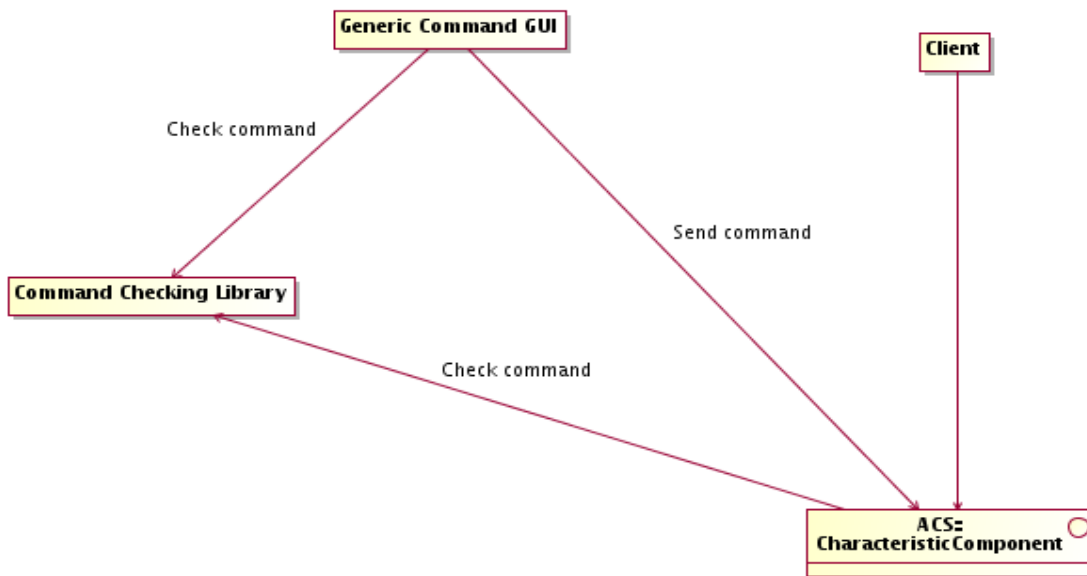 Generic Command GUI
Client
Check command
Send command
Command Checking Library
Check command
ACS::
CharacteristicComponent